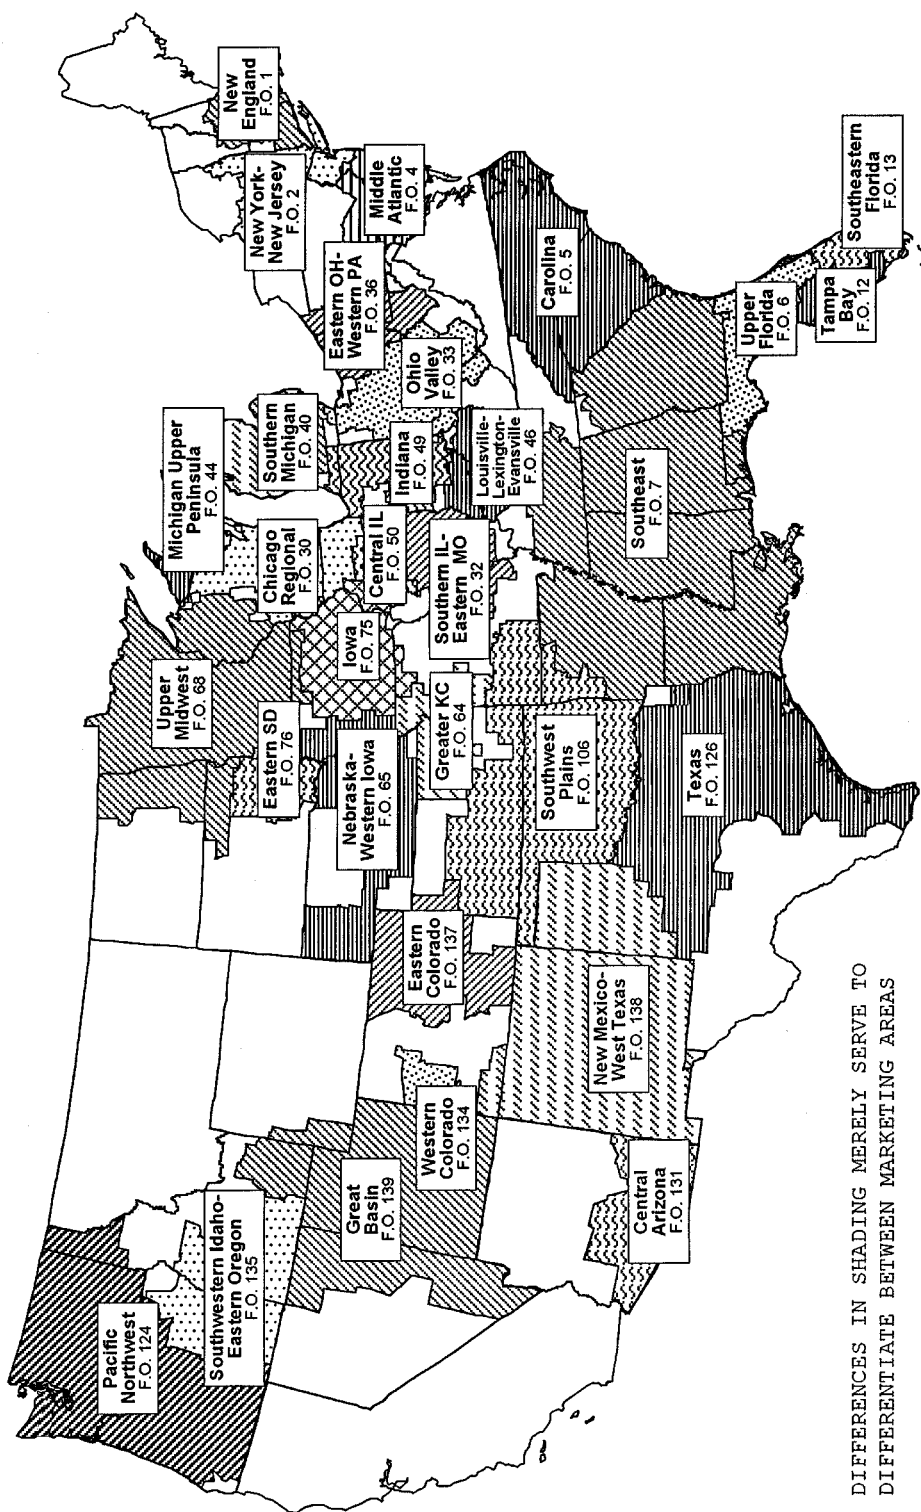 Pacific
Northwest
F.O. 124
Southwestern Idaho-
Eastern Oregon
F.O. 135
Great
Basin
F.O. 139
Western
Colorado
F.O. 134
Central
Arizona
F.O. 131
Eastern
Colorado
F.O. 137
New Mexico-
West Texas
F.O. 138
Upper
Midwest
F.O. 68
Eastern SD
F.O. 76
Nebraska-
Western Iowa
F.O. 65
Iowa
F.O. 75
Greater KC
F.O. 64
Southwest
Plains
F.O. 106
Texas
F.O. 126
Michigan Upper
Peninsula
F.O. 44
Chicago
Regional
F.O. 30
Southern
Michigan
F.O. 40
Central IL
F.O. 50
Indiana
F.O. 49
Southern IL-
Eastern MO
F.O. 32
Louisville-
Lexington-
Evansville
F.O. 46
Ohio
Valley
F.O. 33
Eastern OH-
Western PA
F.O. 36
New York-
New Jersey
F.O. 2
New
England
F.O. 1
Middle
Atlantic
F.O. 4
Carolina
F.O. 5
Southeast
F.O. 7
Upper
Florida
F.O. 6
Tampa
Bay
F.O. 12
Southeastern
Florida
F.O. 13
DIFFERENCES IN SHADING MERELY SERVE TO
DIFFERENTIATE BETWEEN MARKETING AREAS